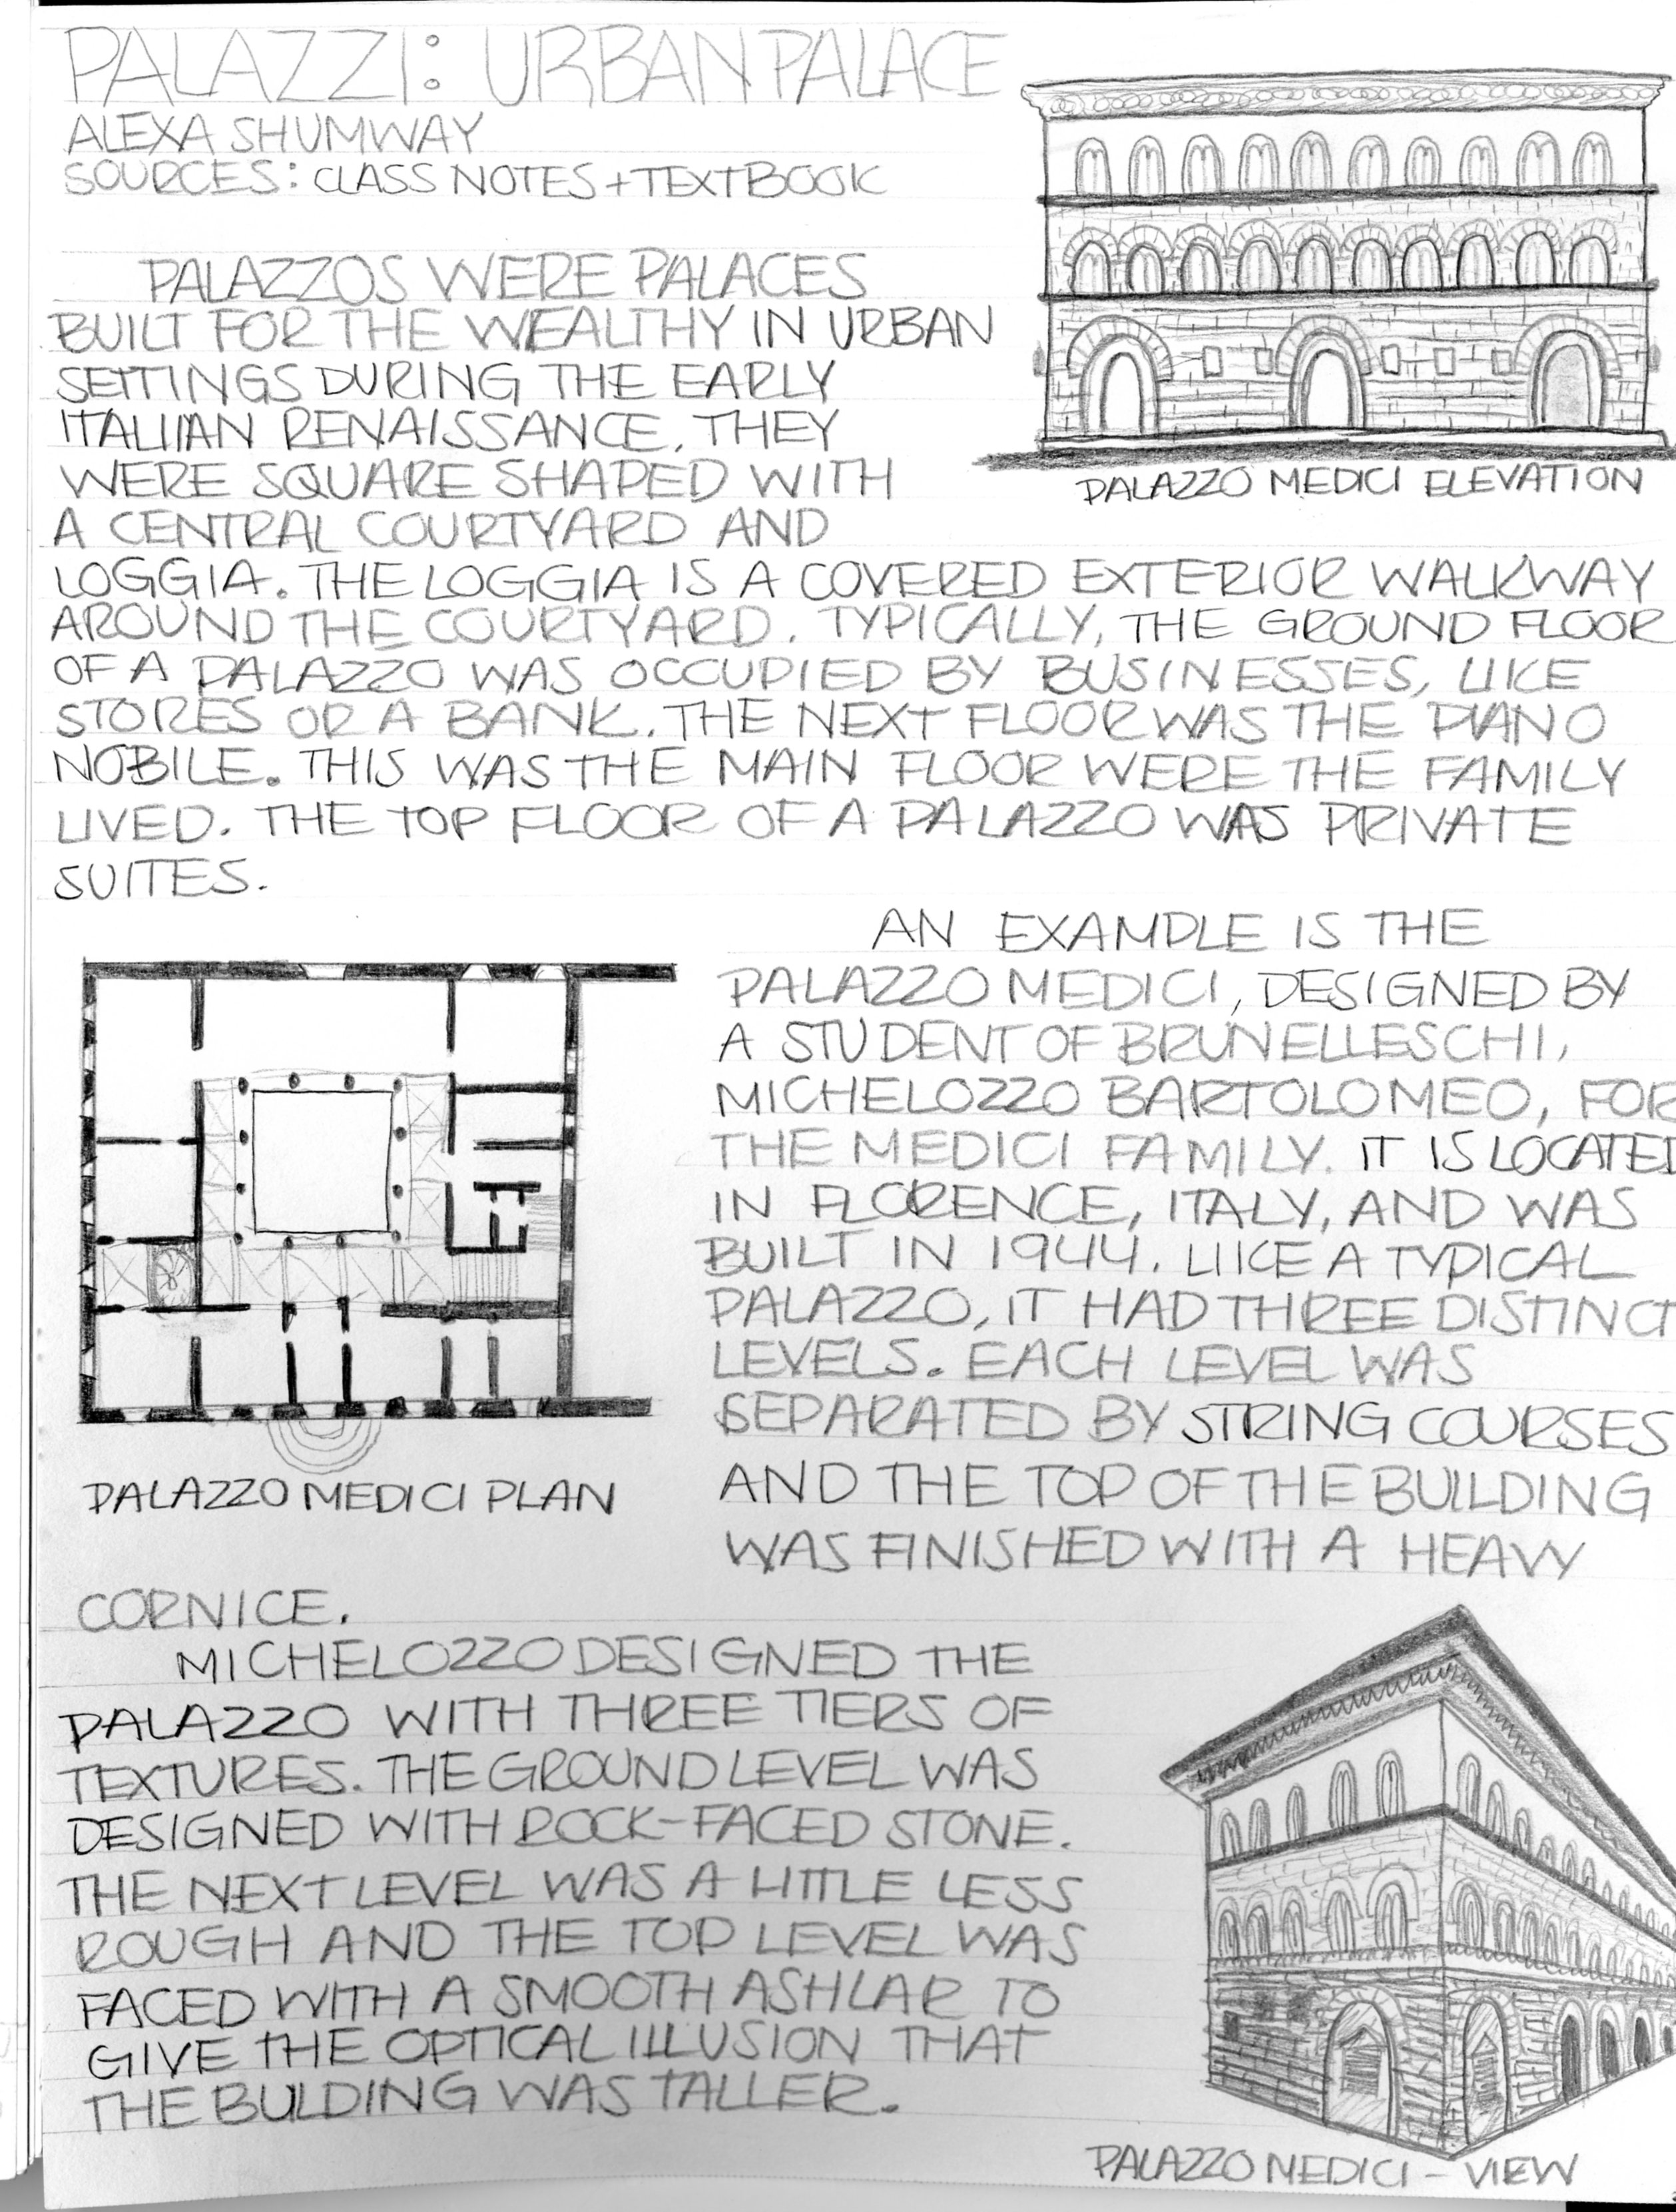 PALAZZI: URBAN PALACE
ALEXA SHUMWAY
SOURCES: CLASS NOTES + TEXTBOOK
PALAZZOS WERE PALACES
BUILT FOR THE WEALTHY IN URBAN
SETTINGS DURING THE EARLY
ITALIIAN RENAISSANCE. THEY
WERE SQUARE SHAPED WITH
A CENTRAL COURTYARD AND
LOGGIA. THE LOGGIA IS A COVERED EXTERIOR WALKWAY
AROUND THE COURTYARD. TYPICALLY, THE GROUND FLOOR
OF A PALAZZO WAS OCCUPIED BY BUSINESSES, LIKE
STORES OR A BANK. THE NEXT FLOOR WAS THE PIANO
NOBILE. THIS WAS THE MAIN FLOOR WERE THE FAMILY
LIVED. THE TOP FLOOR OF A PALAZZO WAS PRIVATE
SUITES.
PALAZZO MEDICI ELEVATION
AN EXAMPLE IS THE
PALAZZO MEDICI, DESIGNED BY
A STUDENT OF BRUNELLESCHI,
MICHELOZZO BARTOLOMEO, FOR
THE MEDICI FAMILY. IT IS LOCATED
IN FLORENCE, ITALY, AND WAS
BUILT IN 1944. LIKE A TYPICAL
PALAZZO, IT HAD THREE DISTINCT
LEVELS. EACH LEVEL WAS
SEPARATED BY STRING COURSES
AND THE TOP OF THE BUILDING
WAS FINISHED WITH A HEAVY
CORNICE.
PALAZZO MEDICI PLAN
MICHELOZZO DESIGNED THE
PALAZZO WITH THREE TIERS OF
TEXTURES. THE GROUND LEVEL WAS
DESIGNED WITH ROCK-FACED STONE.
THE NEXT LEVEL WAS A LITTLE LESS
ROUGH AND THE TOP LEVEL WAS
FACED WITH A SMOOTH ASHLAR TO
GIVE THE OPTICAL ILLUSION THAT
THE BULDING WAS TALLER.
PALAZZO MEDICI - VIEW